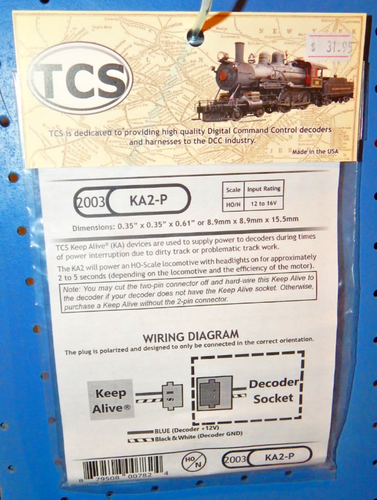 $ 31.95
TCS
TCS is dedicated to providing high quality Digital Command Control decoders
and harnesses to the DCC industry.
Made in the USA
2003 KA2-P
Scale Input Rating
HO/N 12 to 16V
Dimensions: 0.35" x 0.35" x 0.61" or 8.9mm x 8.9mm x 15.5mm
TCS Keep Alive® (KA) devices are used to supply power to decoders during times
of power interruption due to dirty track or problematic track work.
The KA2 will power an HO-Scale locomotive with headlights on for approximately
2 to 5 seconds (depending on the locomotive and the efficiency of the motor).
Note: You may cut the two-pin connector off and hard-wire this Keep Alive to
the decoder if your decoder does not have the Keep Alive socket. Otherwise,
purchase a Keep Alive without the 2-pin connector.
WIRING DIAGRAM
The plug is polarized and designed to only be connected in the correct orientation.
Keep
Alive®
Decoder
Socket
BLUE (Decoder +12V)
Black & White (Decoder GND)
8 29508 00782 4
HO/N
2003 KA2-P